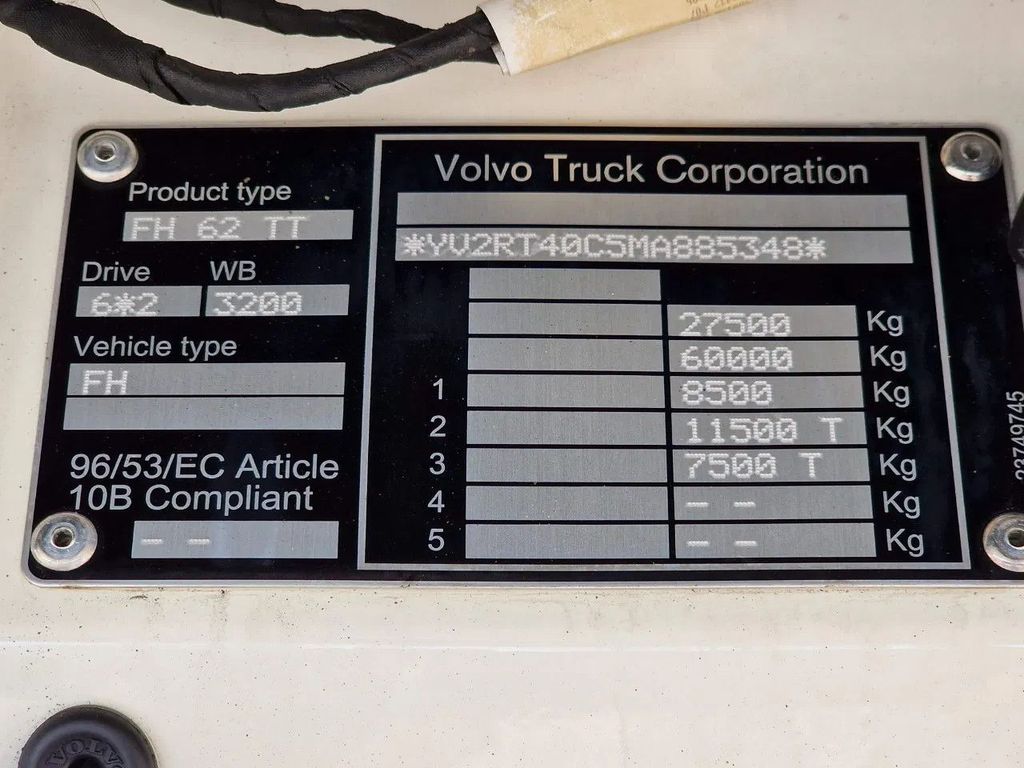 Volvo Truck Corporation
Product type
FH 62 TT
*YV2RT40C5MA885348*
Drive WB
6*2 3200
Vehicle type
FH
96/53/EC Article
10B Compliant
– –
27500 Kg
60000 Kg
1 8500 Kg
2 11500 T Kg
3 7500 T Kg
4 – – Kg
5 – – Kg
VOLVO